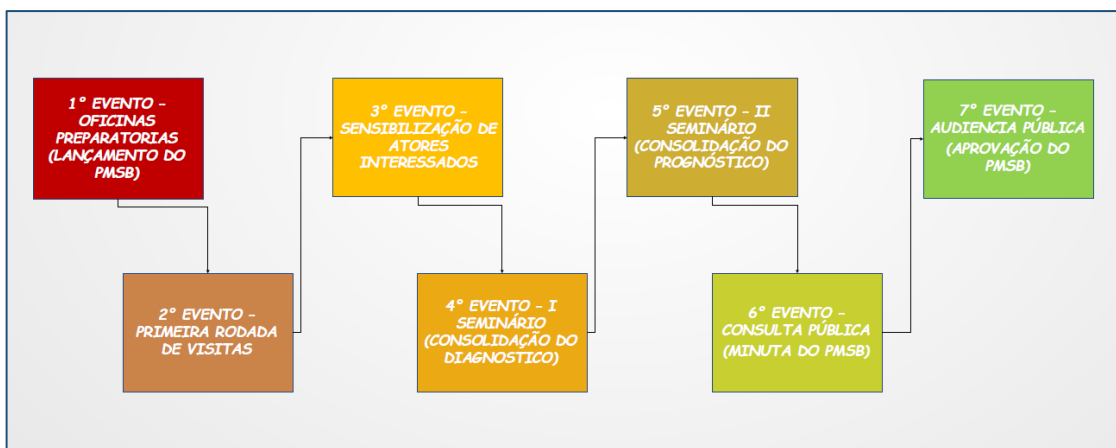 1° EVENTO –
OFICINAS
PREPARATORIAS
(LANÇAMENTO DO
PMSB)
2° EVENTO –
PRIMEIRA RODADA
DE VISITAS
3° EVENTO –
SENSIBILIZAÇÃO DE
ATORES
INTERESSADOS
4° EVENTO – I
SEMINÁRIO
(CONSOLIDAÇÃO DO
DIAGNOSTICO)
5° EVENTO – II
SEMINÁRIO
(CONSOLIDAÇÃO DO
PROGNÓSTICO)
6° EVENTO –
CONSULTA PÚBLICA
(MINUTA DO PMSB)
7° EVENTO –
AUDIENCIA PÚBLICA
(APROVAÇÃO DO
PMSB)